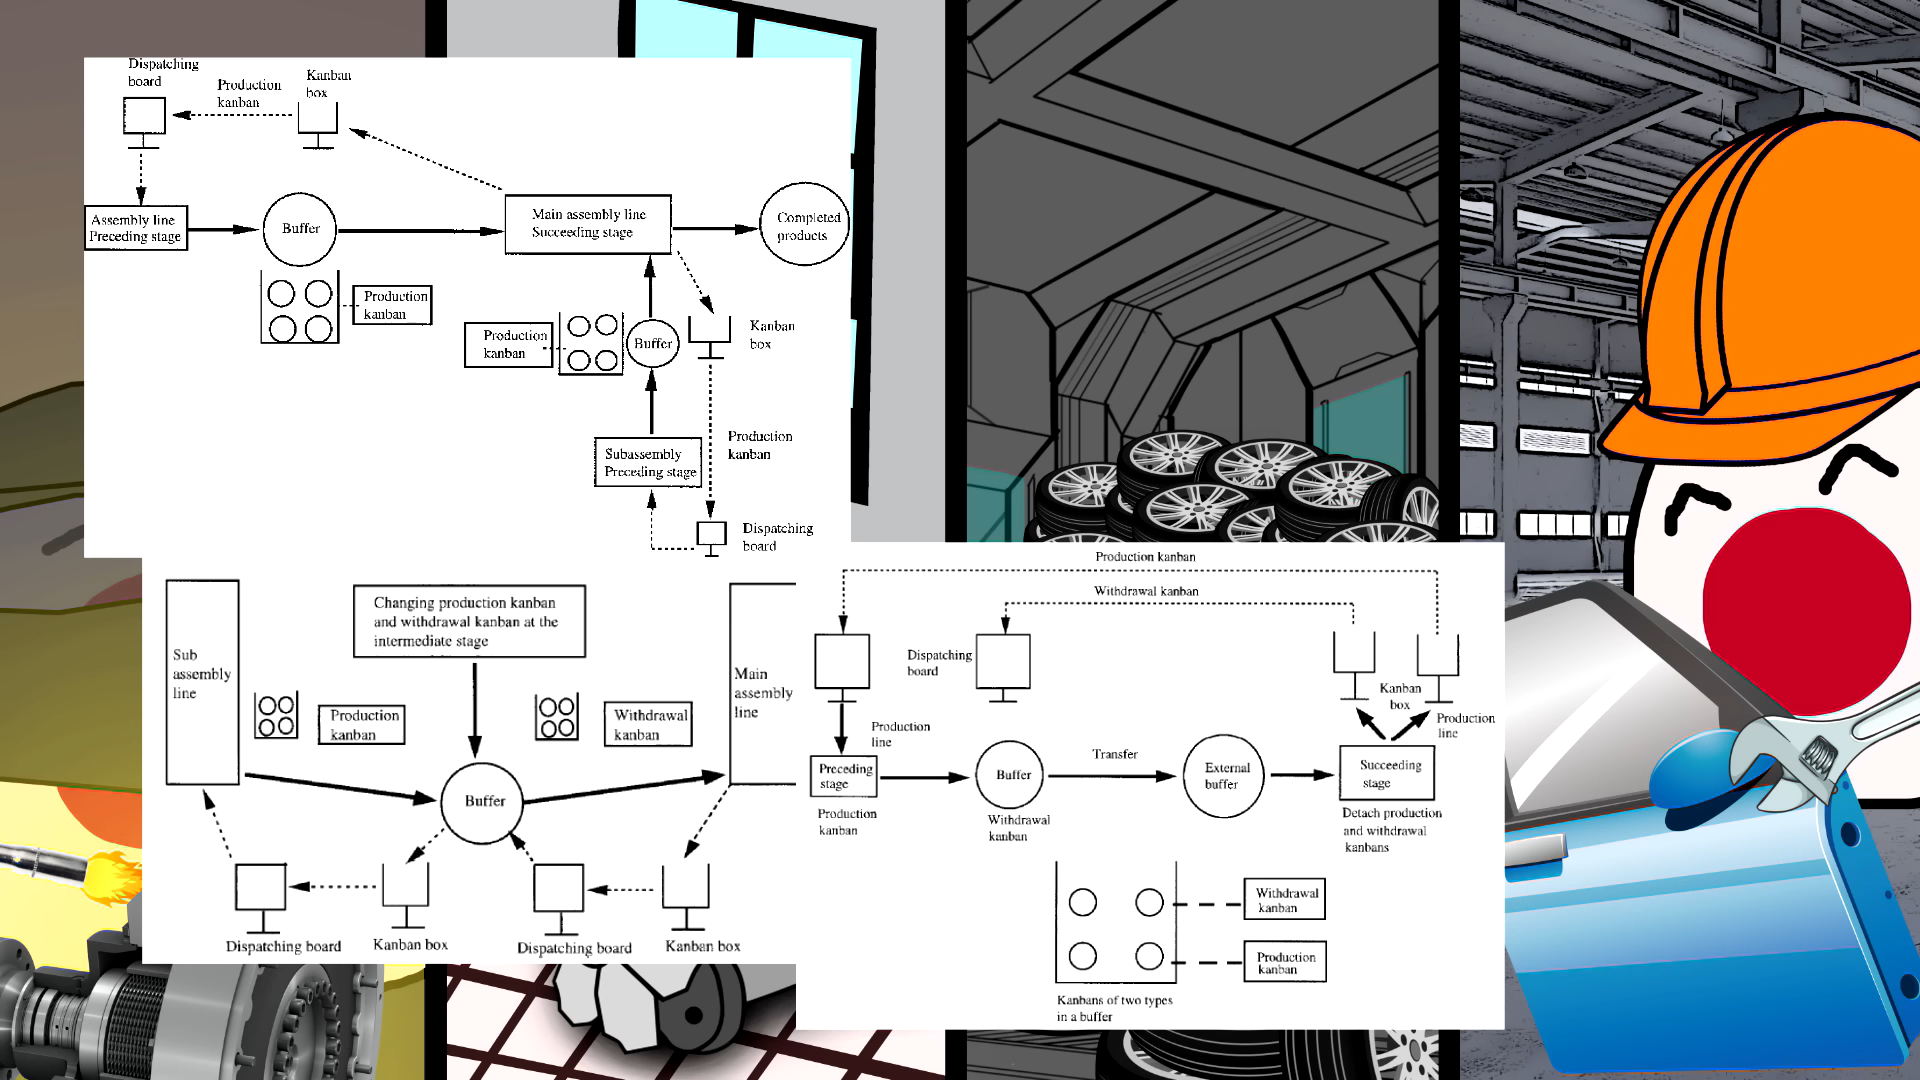 Dispatching
board
Production
kanban
Kanban
box
Assembly line
Preceding stage
Buffer
Main assembly line
Succeeding stage
Completed
products
Production
kanban
Production
kanban
Buffer
Kanban
box
Subassembly
Preceding stage
Production
kanban
Dispatching
board
Sub
assembly
line
Changing production kanban
and withdrawal kanban at the
intermediate stage
Main
assembly
line
Production
kanban
Withdrawal
kanban
Buffer
Dispatching board
Kanban box
Dispatching board
Kanban box
Production kanban
Withdrawal kanban
Dispatching
board
Kanban
box
Production
line
Production
line
Preceding
stage
Buffer
Transfer
External
buffer
Succeeding
stage
Production
kanban
Withdrawal
kanban
Detach production
and withdrawal
kanbans
Withdrawal
kanban
Production
kanban
Kanbans of two types
in a buffer